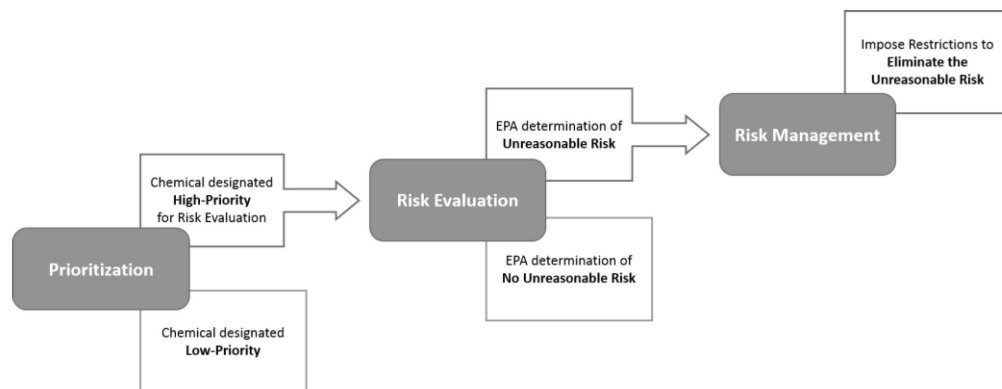 Impose Restrictions to
Eliminate the
Unreasonable Risk
Risk Management
EPA determination of
Unreasonable Risk
Risk Evaluation
EPA determination of
No Unreasonable Risk
Chemical designated
High-Priority
for Risk Evaluation
Prioritization
Chemical designated
Low-Priority